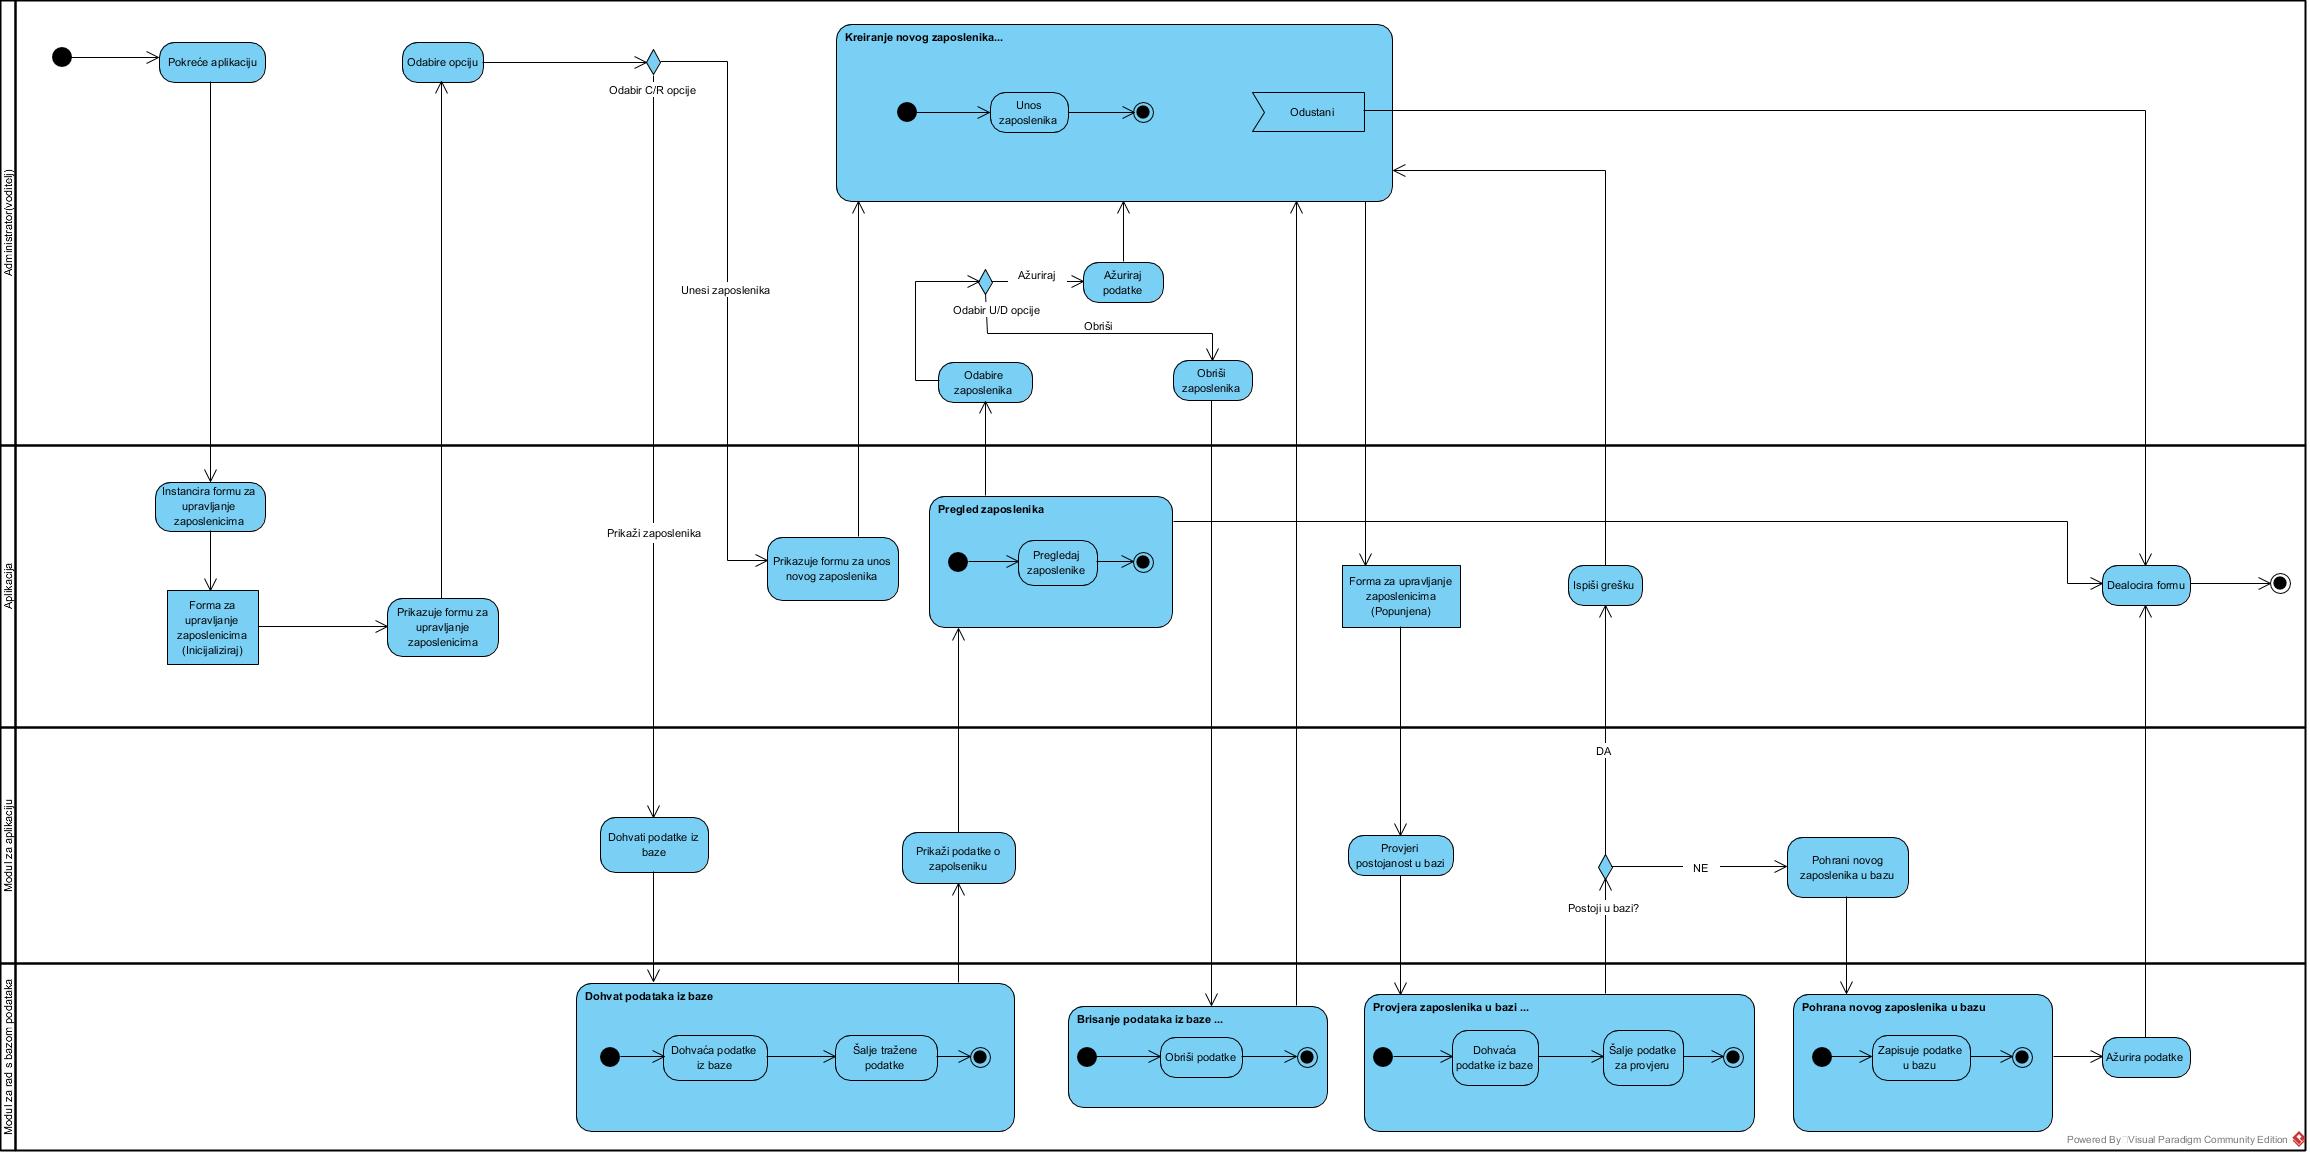 Administrator(voditelj)
Pokreće aplikaciju
Odabire opciju
Odabir C/R opcije
Unesi zaposlenika
Kreiranje novog zaposlenika...
Unos
zaposlenika
Odustani
Odabir U/D opcije
Ažuriraj
Ažuriraj
podatke
Obriši
Odabire
zaposlenika
Obriši
zaposlenika
Aplikacija
Instancira formu za
upravljanje
zaposlenicima
Forma za
upravljanje
zaposlenicima
(Inicijaliziraj)
Prikazuje formu za
upravljanje
zaposlenicima
Prikaži zaposlenika
Prikazuje formu za unos
novog zaposlenika
Pregled zaposlenika
Pregledaj
zaposlenike
Forma za upravljanje
zaposlenicima
(Popunjena)
Ispiši grešku
Dealocira formu
Modul za aplikaciju
Dohvati podatke iz
baze
Prikaži podatke o
zapolseniku
Provjeri
postojanost u bazi
DA
NE
Postoji u bazi?
Pohrani novog
zaposlenika u bazu
Modul za rad s bazom podataka
Dohvat podataka iz baze
Dohvaća podatke
iz baze
Šalje tražene
podatke
Brisanje podataka iz baze ...
Obriši podatke
Provjera zaposlenika u bazi ...
Dohvaća
podatke iz baze
Šalje podatke
za provjeru
Pohrana novog zaposlenika u bazu
Zapisuje podatke
u bazu
Ažurira podatke
Powered By Visual Paradigm Community Edition